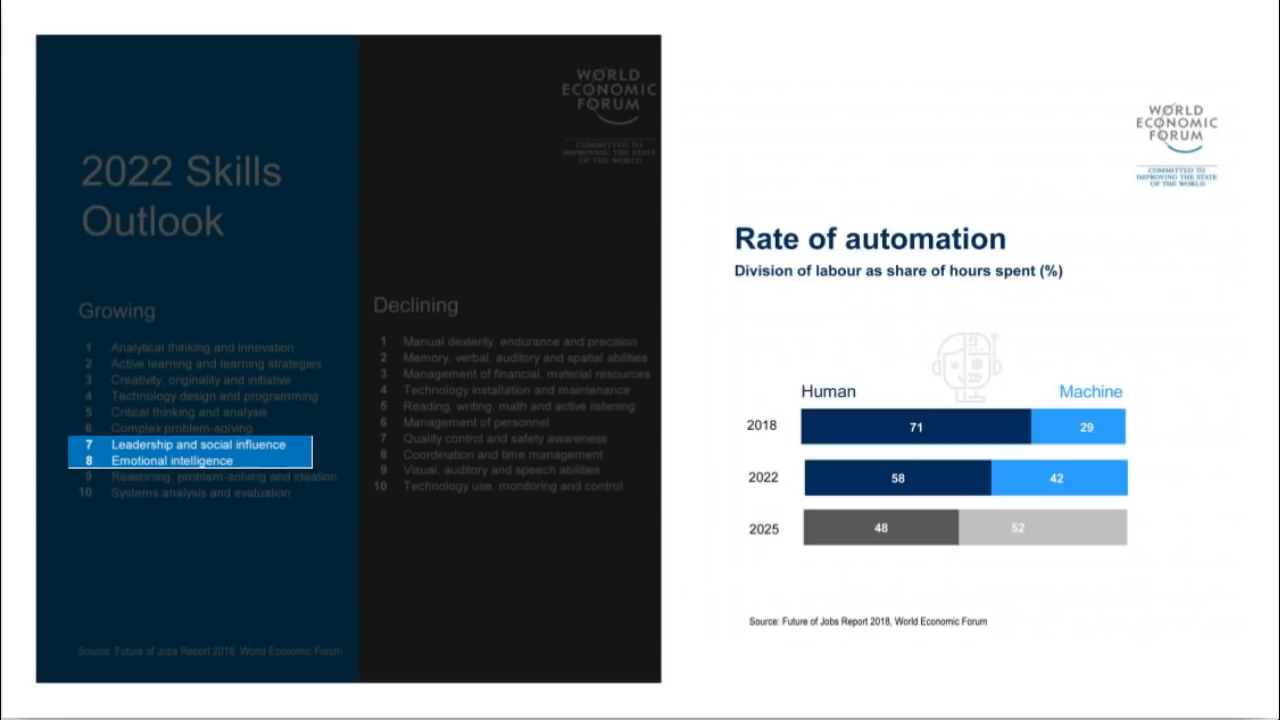 WORLD
ECONOMIC
FORUM
COMMITTED TO
IMPROVING THE STATE
OF THE WORLD
2022 Skills
Outlook
Growing
1 Analytical thinking and innovation
2 Active learning and learning strategies
3 Creativity, originality and initiative
4 Technology design and programming
5 Critical thinking and analysis
6 Complex problem-solving
7 Leadership and social influence
8 Emotional intelligence
9 Reasoning, problem-solving and ideation
10 Systems analysis and evaluation
Declining
1 Manual dexterity, endurance and precision
2 Memory, verbal, auditory and spatial abilities
3 Management of financial, material resources
4 Technology installation and maintenance
5 Reading, writing, math and active listening
6 Management of personnel
7 Quality control and safety awareness
8 Coordination and time management
9 Visual, auditory and speech abilities
10 Technology use, monitoring and control
Source: Future of Jobs Report 2018, World Economic Forum
WORLD
ECONOMIC
FORUM
COMMITTED TO
IMPROVING THE STATE
OF THE WORLD
Rate of automation
Division of labour as share of hours spent (%)
Human Machine
2018 71 29
2022 58 42
2025 48 52
Source: Future of Jobs Report 2018, World Economic Forum